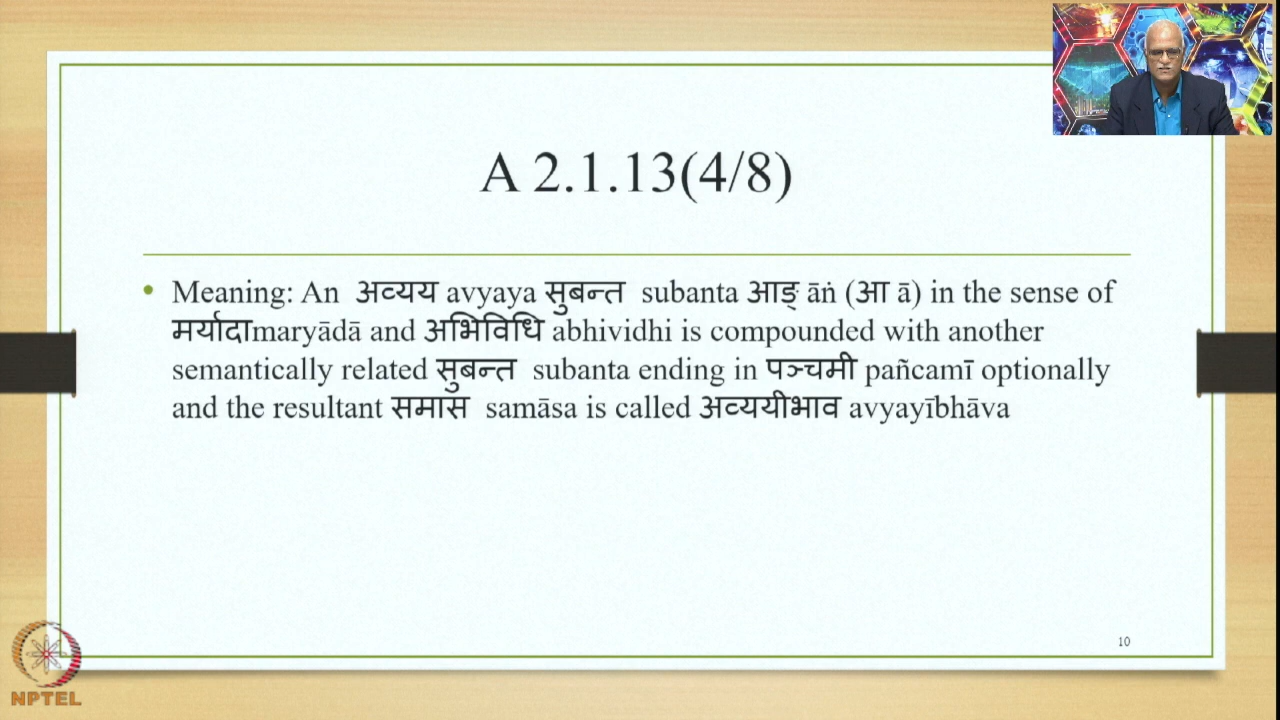 A 2.1.13(4/8)
• Meaning: An अव्यय avyaya सुबन्त subanta आङ् āṅ (आ ā) in the sense of
मर्यादाmaryādā and अभिविधि abhividhi is compounded with another
semantically related सुबन्त subanta ending in पञ्चमी pañcamī optionally
and the resultant समास samāsa is called अव्ययीभाव avyayībhāva
10
NPTEL